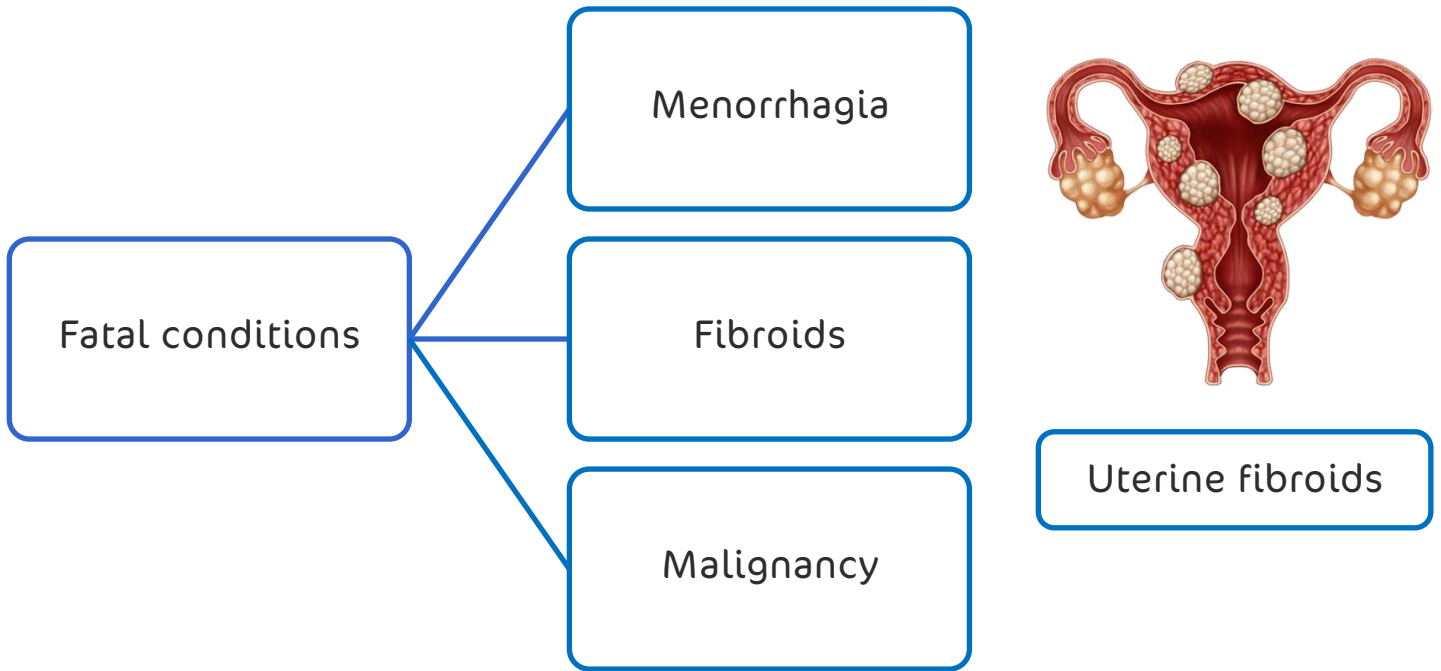 Menorrhagia
Fatal conditions
Fibroids
Malignancy
Uterine fibroids